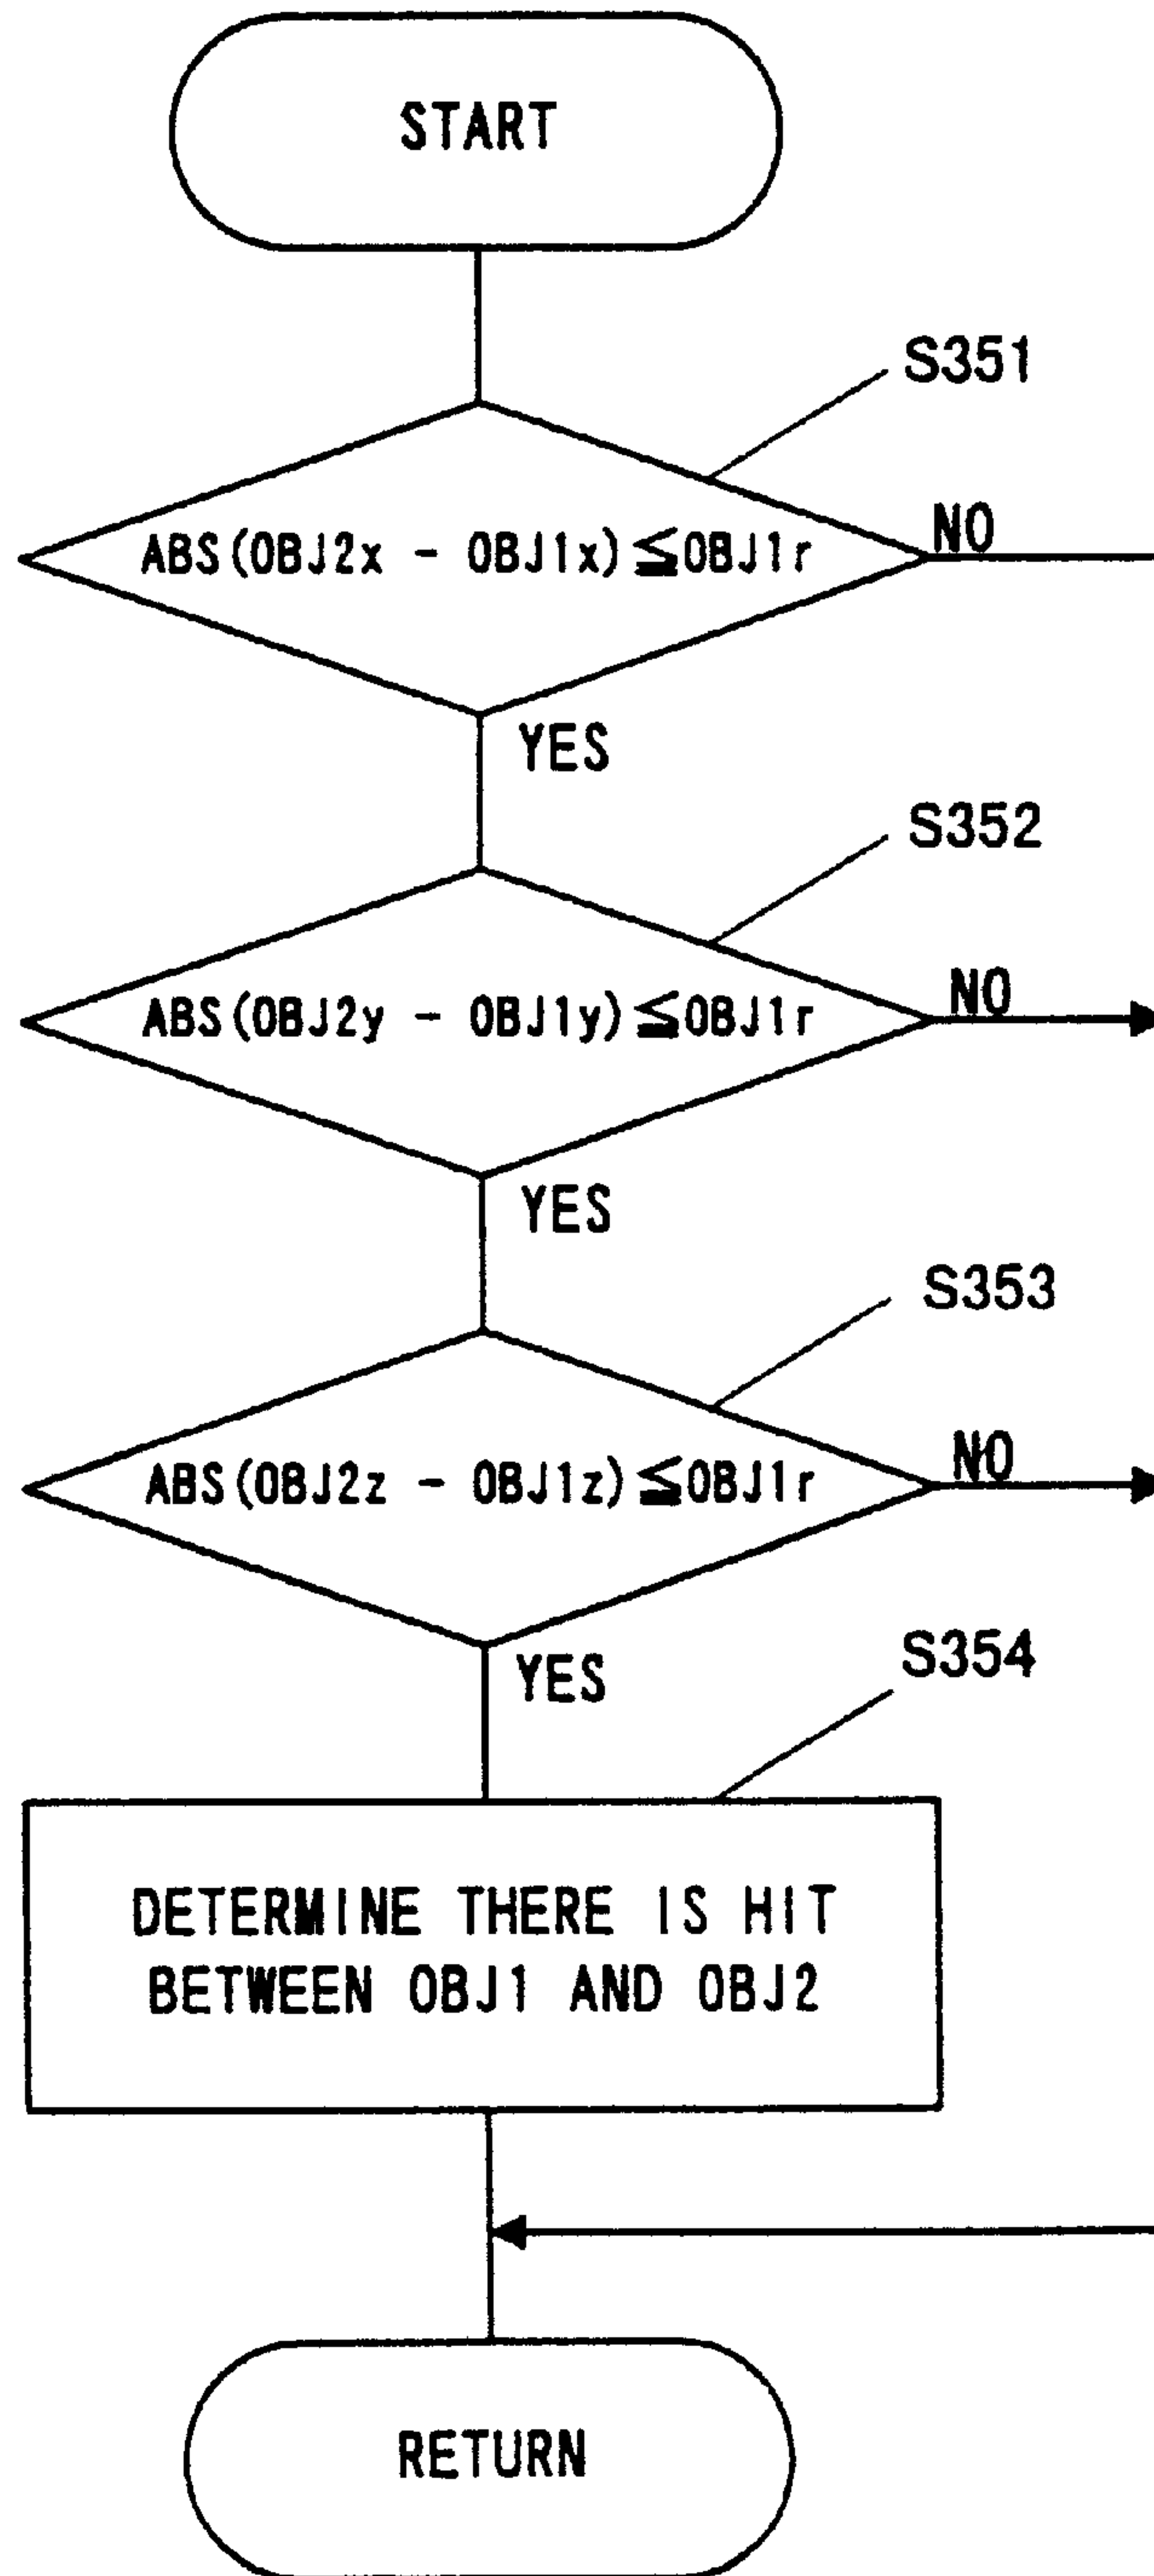 START
S351
ABS(OBJ2x - OBJ1x)≦OBJ1r
NO
YES
S352
ABS(OBJ2y - OBJ1y)≦OBJ1r
NO
YES
S353
ABS(OBJ2z - OBJ1z)≦OBJ1r
NO
YES
S354
DETERMINE THERE IS HIT
BETWEEN OBJ1 AND OBJ2
RETURN